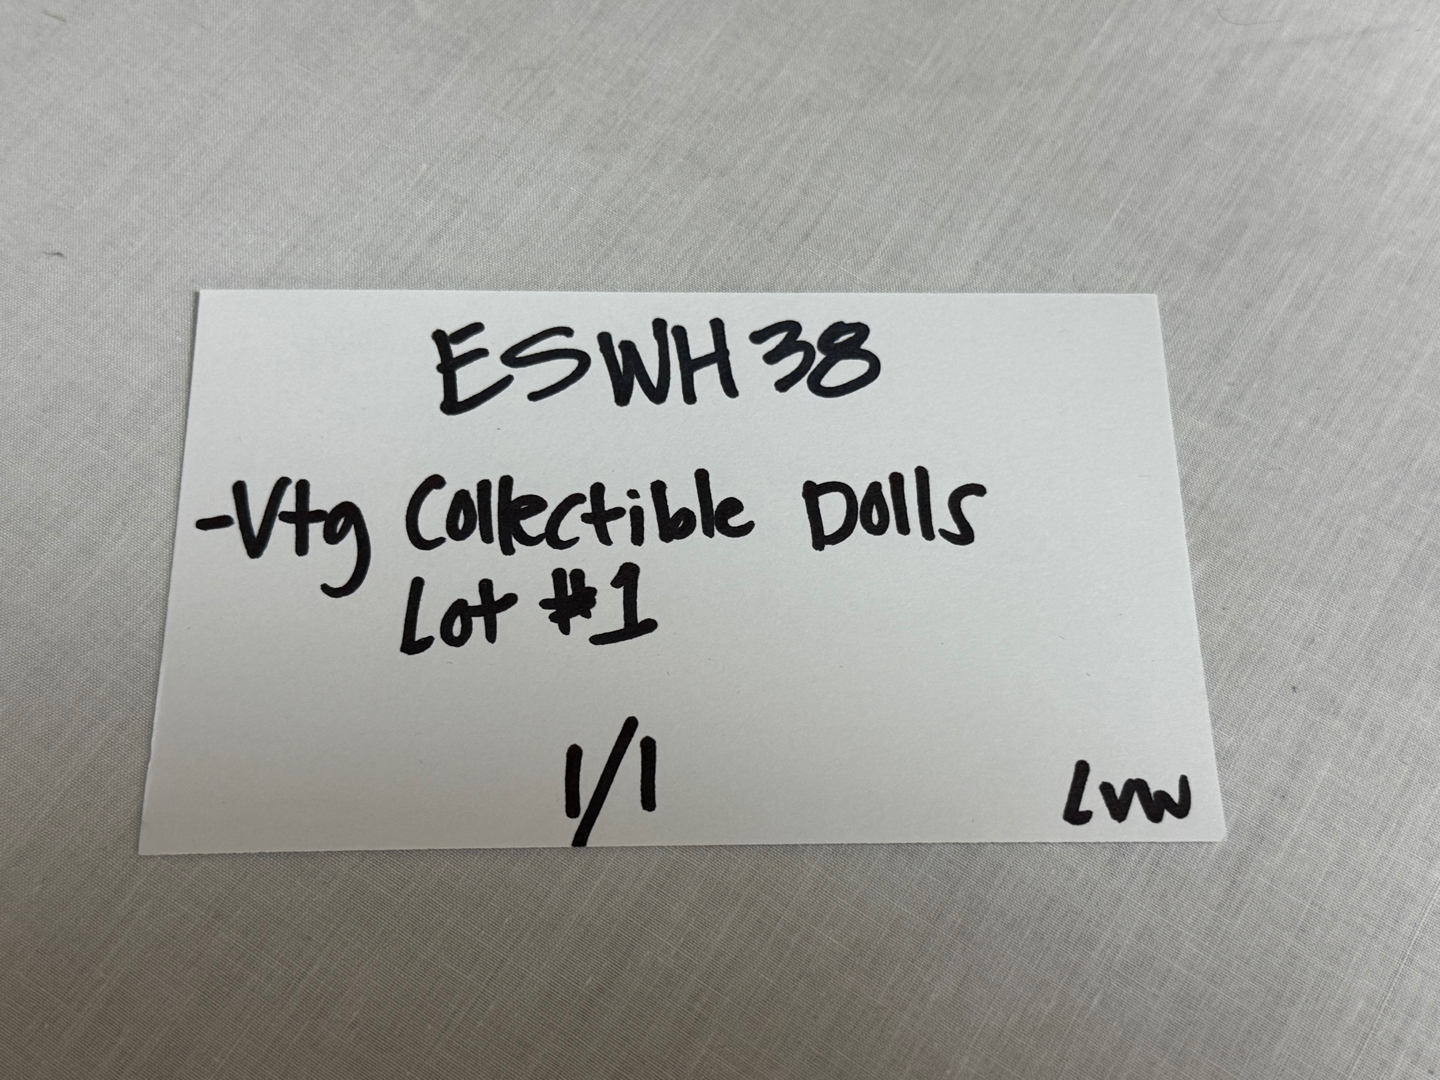 ESWH38
-Vtg Collectible Dolls
Lot #1
1/1
LVW